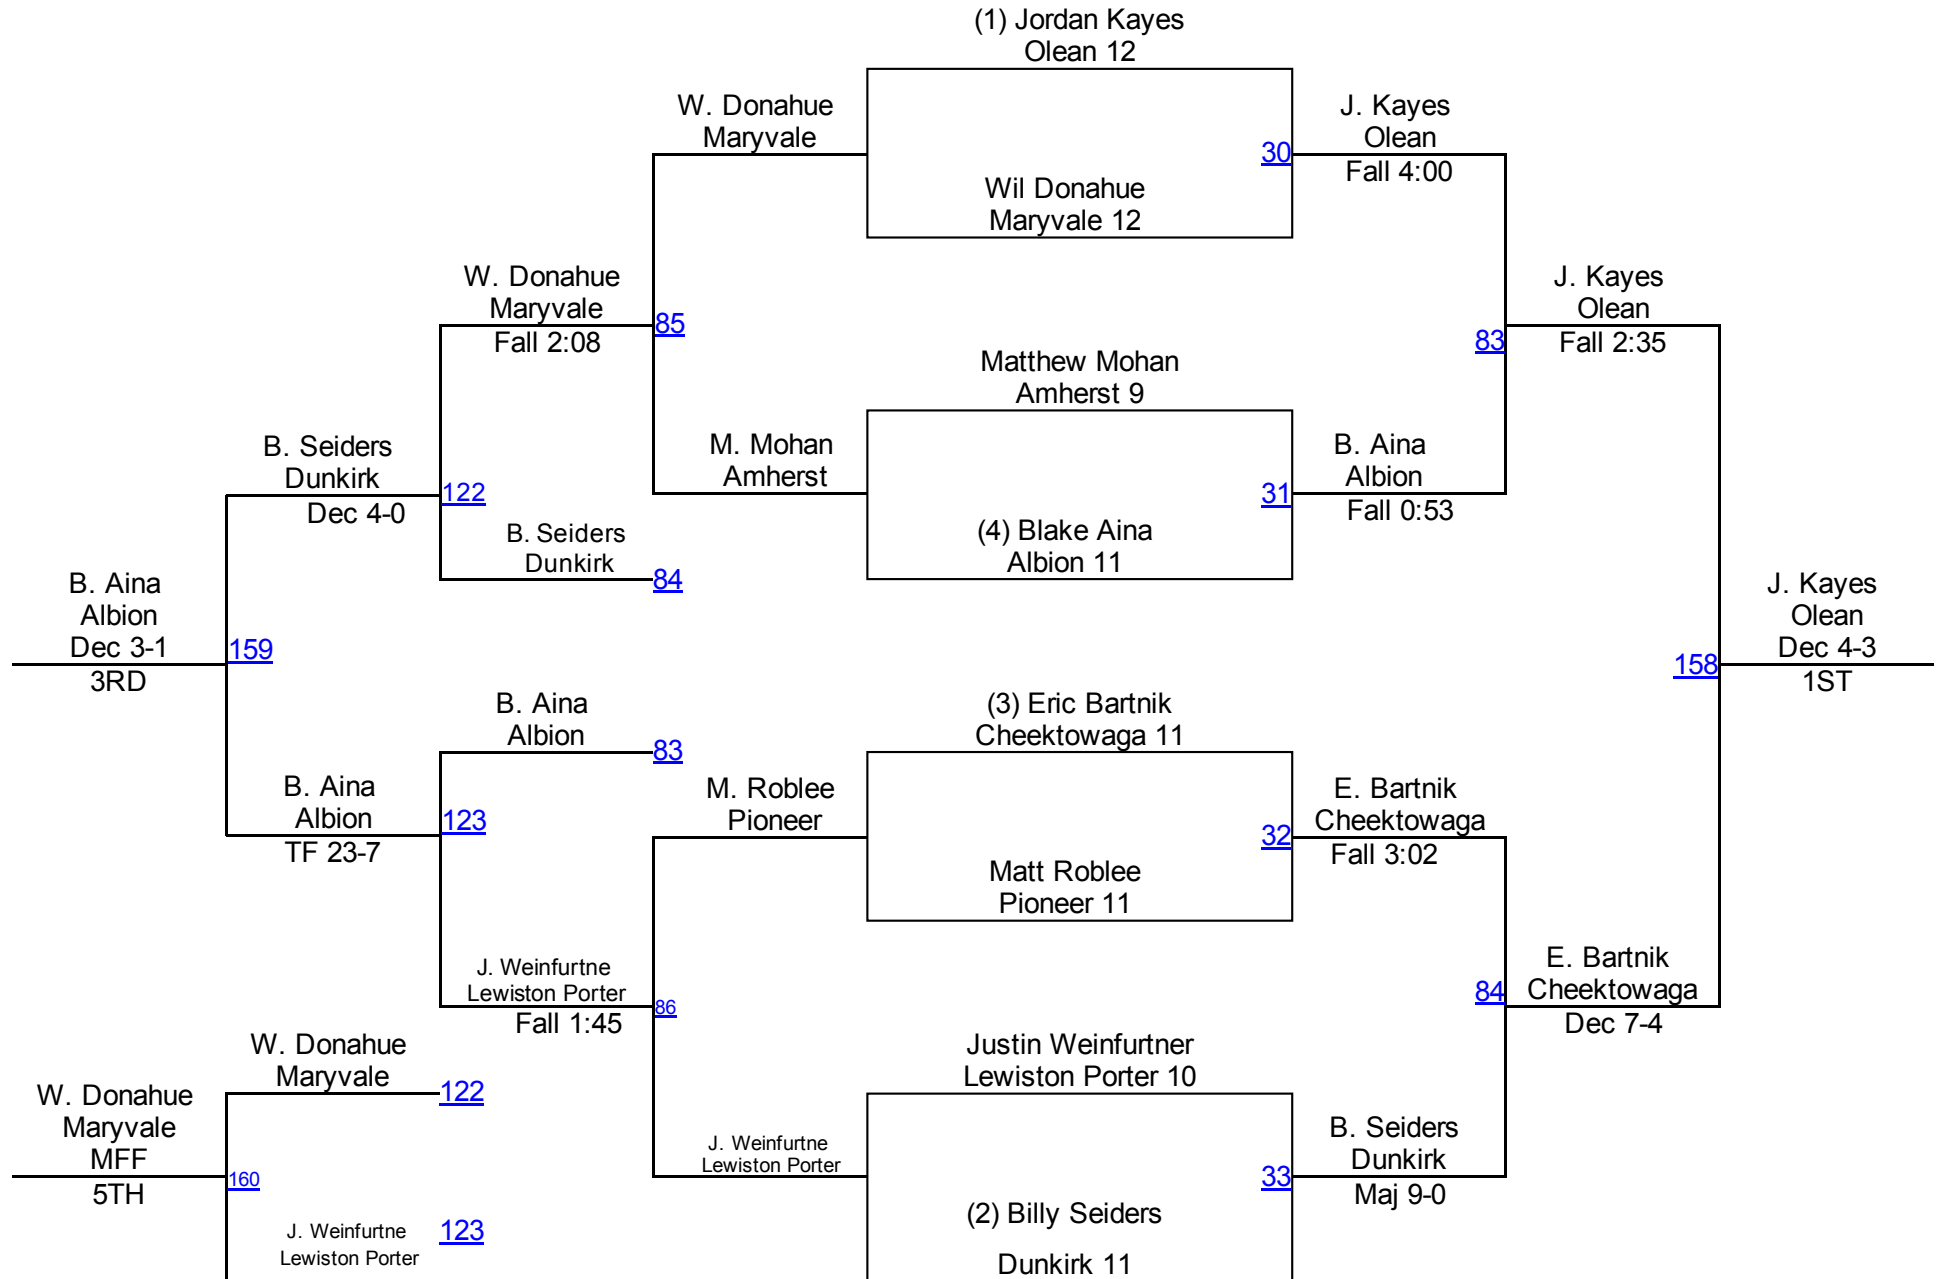 (1) Jordan Kayes
Olean 12
W. Donahue
Maryvale
J. Kayes
Olean
30
Fall 4:00
Wil Donahue
Maryvale 12
W. Donahue
Maryvale
Fall 2:08
85
J. Kayes
Olean
Fall 2:35
83
Matthew Mohan
Amherst 9
B. Seiders
Dunkirk
Dec 4-0
122
M. Mohan
Amherst
B. Aina
Albion
31
Fall 0:53
B. Seiders
Dunkirk
84
(4) Blake Aina
Albion 11
B. Aina
Albion
Dec 3-1
3RD
159
J. Kayes
Olean
Dec 4-3
1ST
158
B. Aina
Albion
83
(3) Eric Bartnik
Cheektowaga 11
B. Aina
Albion
TF 23-7
123
M. Roblee
Pioneer
E. Bartnik
Cheektowaga
32
Fall 3:02
Matt Roblee
Pioneer 11
J. Weinfurtne
Lewiston Porter
Fall 1:45
86
E. Bartnik
Cheektowaga
Dec 7-4
84
W. Donahue
Maryvale
122
Justin Weinfurtner
Lewiston Porter 10
W. Donahue
Maryvale
MFF
5TH
160
J. Weinfurtne
Lewiston Porter
B. Seiders
Dunkirk
33
Maj 9-0
J. Weinfurtne
Lewiston Porter
123
(2) Billy Seiders
Dunkirk 11